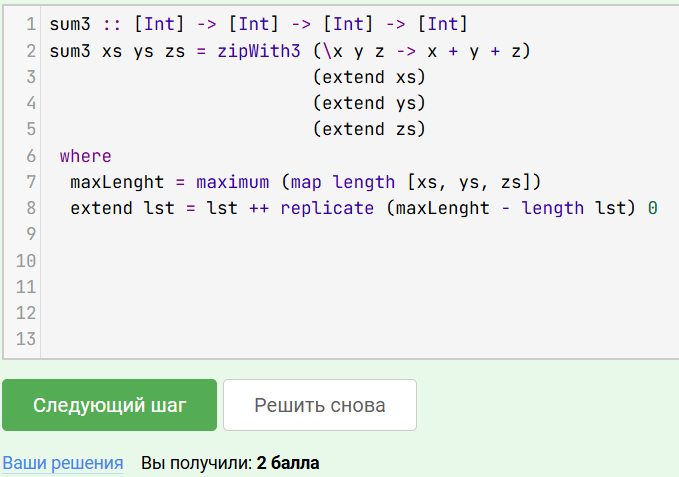 1 sum3 :: [Int] -> [Int] -> [Int] -> [Int]
2 sum3 xs ys zs = zipWith3 (\x y z -> x + y + z)
3                          (extend xs)
4                          (extend ys)
5                          (extend zs)
6  where
7   maxLenght = maximum (map length [xs, ys, zs])
8   extend lst = lst ++ replicate (maxLenght - length lst) 0
9
10
11
12
13
Следующий шаг Решить снова
Ваши решения Вы получили: 2 балла